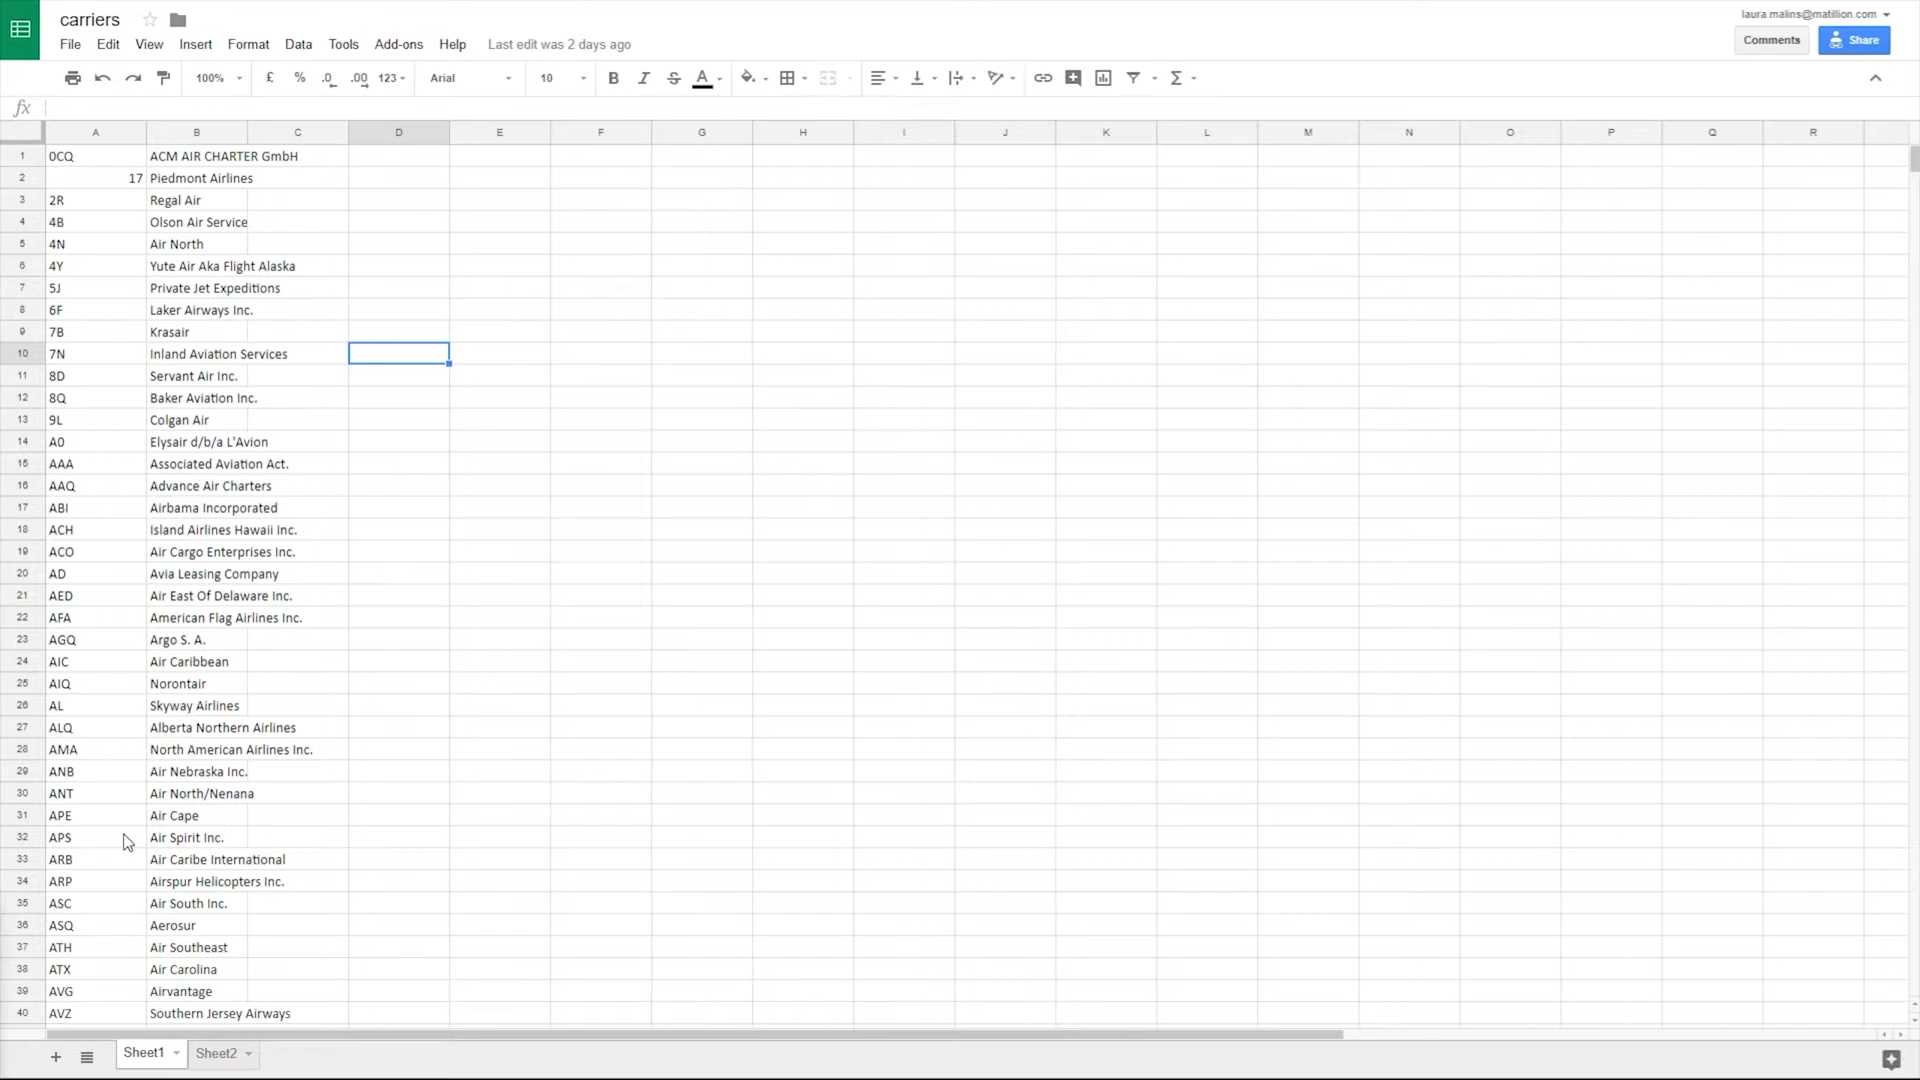 carriers
laura.malins@matillion.com
File Edit View Insert Format Data Tools Add-ons Help Last edit was 2 days ago
Comments Share
100% £ % .0 .00 123 Arial 10 B I S A Σ
fx
A B C D E F G H I J K L M N O P Q R
1 0CQ ACM AIR CHARTER GmbH
2 17 Piedmont Airlines
3 2R Regal Air
4 4B Olson Air Service
5 4N Air North
6 4Y Yute Air Aka Flight Alaska
7 5J Private Jet Expeditions
8 6F Laker Airways Inc.
9 7B Krasair
10 7N Inland Aviation Services
11 8D Servant Air Inc.
12 8Q Baker Aviation Inc.
13 9L Colgan Air
14 A0 Elysair d/b/a L'Avion
15 AAA Associated Aviation Act.
16 AAQ Advance Air Charters
17 ABI Airbama Incorporated
18 ACH Island Airlines Hawaii Inc.
19 ACO Air Cargo Enterprises Inc.
20 AD Avia Leasing Company
21 AED Air East Of Delaware Inc.
22 AFA American Flag Airlines Inc.
23 AGQ Argo S. A.
24 AIC Air Caribbean
25 AIQ Norontair
26 AL Skyway Airlines
27 ALQ Alberta Northern Airlines
28 AMA North American Airlines Inc.
29 ANB Air Nebraska Inc.
30 ANT Air North/Nenana
31 APE Air Cape
32 APS Air Spirit Inc.
33 ARB Air Caribe International
34 ARP Airspur Helicopters Inc.
35 ASC Air South Inc.
36 ASQ Aerosur
37 ATH Air Southeast
38 ATX Air Carolina
39 AVG Airvantage
40 AVZ Southern Jersey Airways
Sheet1 Sheet2